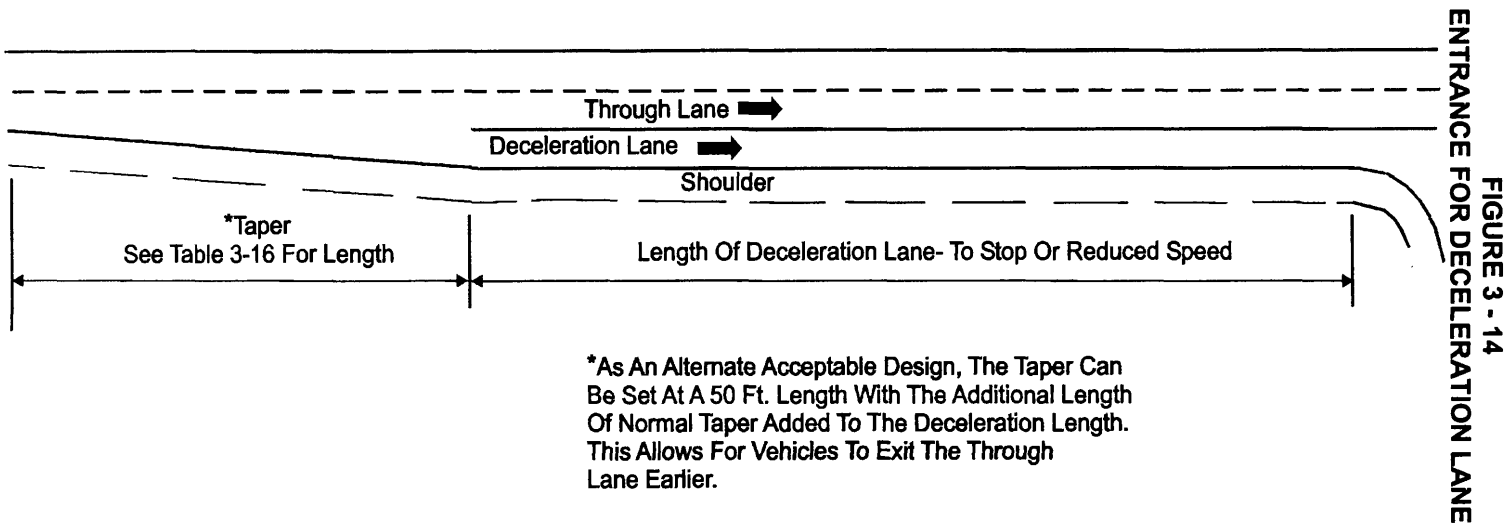 FIGURE 3 - 14
ENTRANCE FOR DECELERATION LANE
Through Lane
Deceleration Lane
Shoulder
*Taper
See Table 3-16 For Length
Length Of Deceleration Lane- To Stop Or Reduced Speed
*As An Alternate Acceptable Design, The Taper Can
Be Set At A 50 Ft. Length With The Additional Length
Of Normal Taper Added To The Deceleration Length.
This Allows For Vehicles To Exit The Through
Lane Earlier.